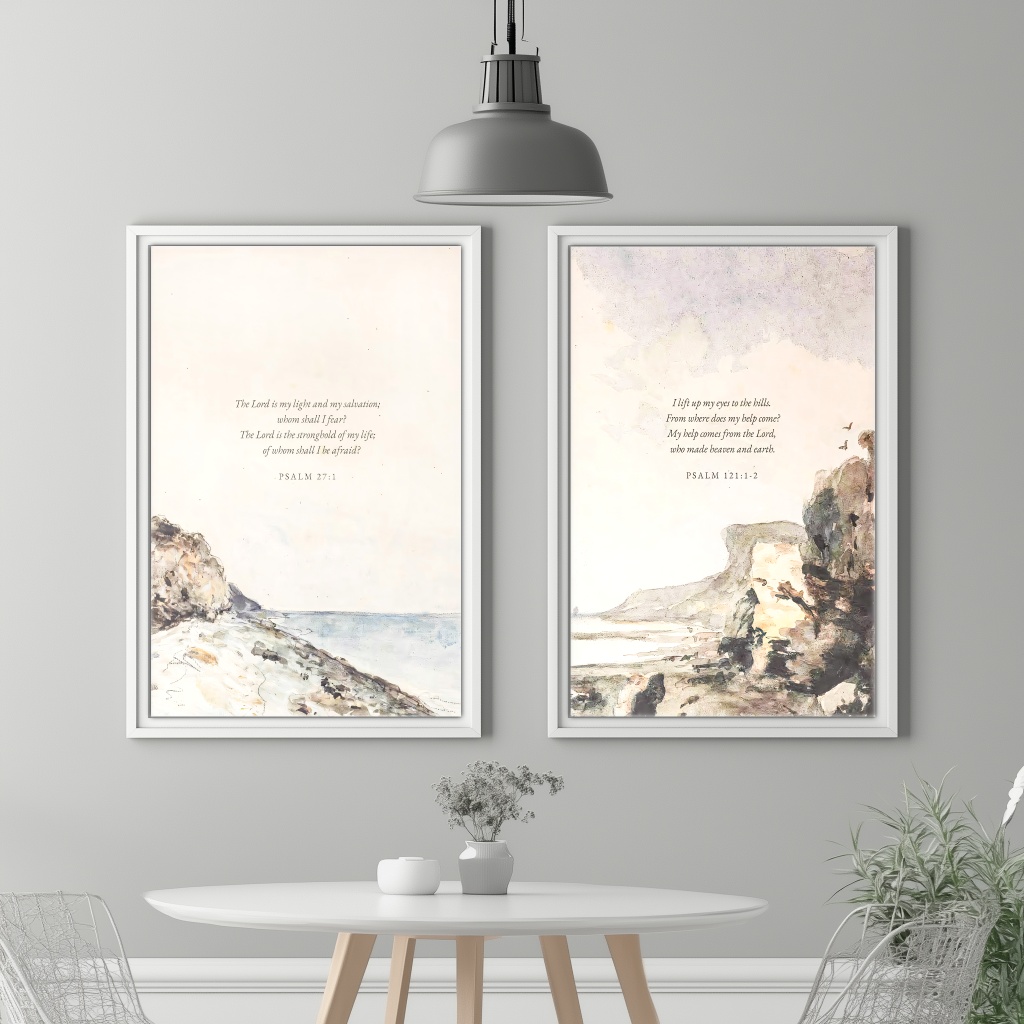 The Lord is my light and my salvation;
whom shall I fear?
The Lord is the stronghold of my life;
of whom shall I be afraid?
PSALM 27:1
I lift up my eyes to the hills.
From where does my help come?
My help comes from the Lord,
who made heaven and earth.
PSALM 121:1-2